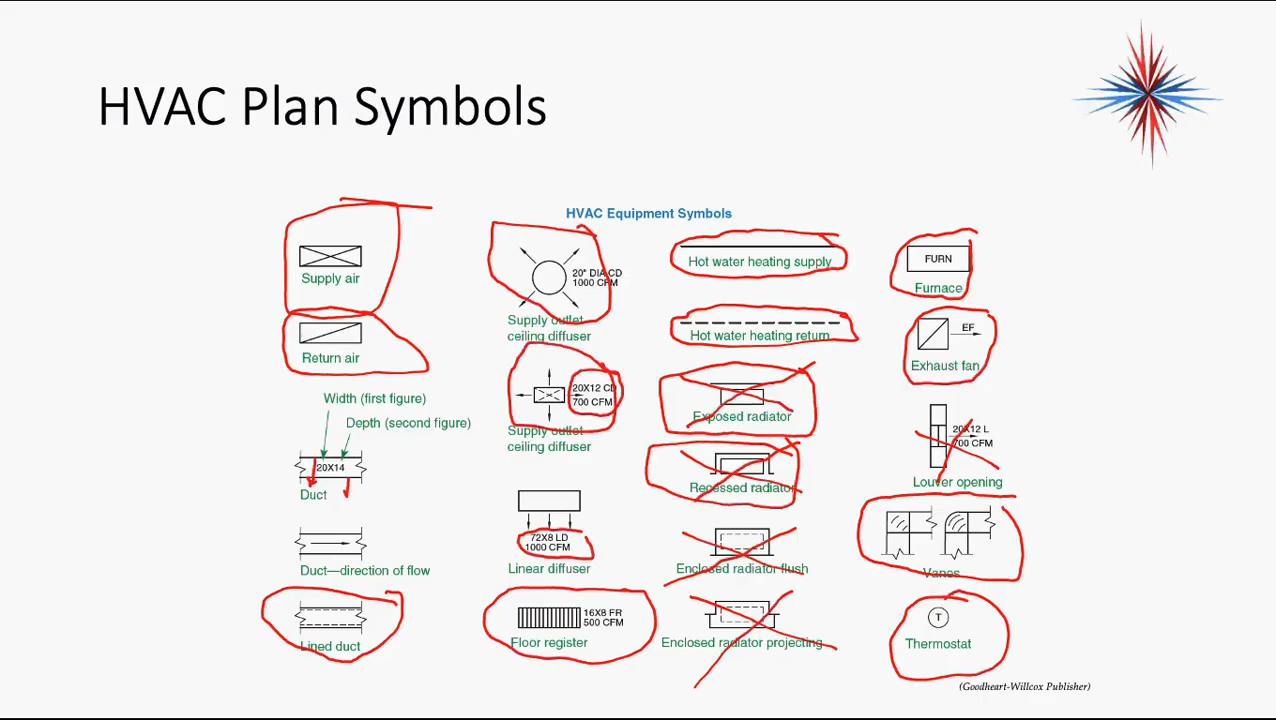 HVAC Plan Symbols
HVAC Equipment Symbols
Supply air
Return air
Width (first figure)
Depth (second figure)
20X14
Duct
Duct—direction of flow
Lined duct
20" DIA CD
1000 CFM
Supply outlet
ceiling diffuser
20X12 CD
700 CFM
Supply outlet
ceiling diffuser
72X8 LD
1000 CFM
Linear diffuser
16X8 FR
500 CFM
Floor register
Hot water heating supply
Hot water heating return
Exposed radiator
Recessed radiator
Enclosed radiator flush
Enclosed radiator projecting
FURN
Furnace
EF
Exhaust fan
20X12 L
700 CFM
Louver opening
Vanes
T
Thermostat
(Goodheart-Willcox Publisher)